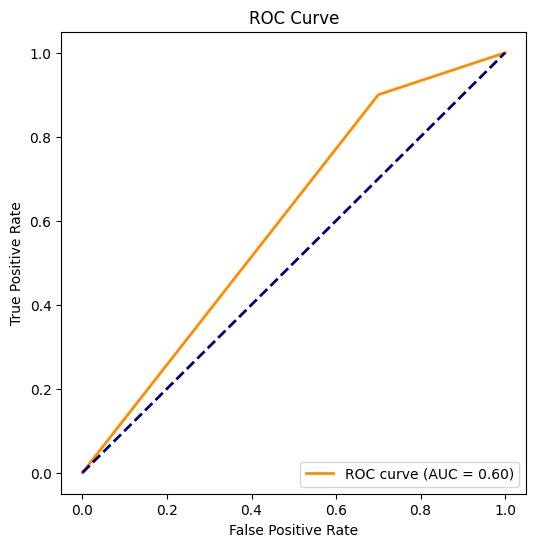 ROC Curve
1.0
0.8
0.6
0.4
0.2
0.0
True Positive Rate
ROC curve (AUC = 0.60)
0.0 0.2 0.4 0.6 0.8 1.0
False Positive Rate